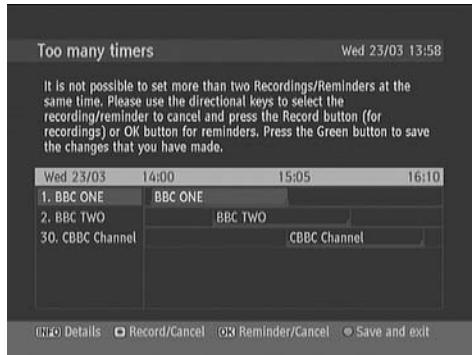 Too many timers Wed 23/03 13:58
It is not possible to set more than two Recordings/Reminders at the
same time. Please use the directional keys to select the
recording/reminder to cancel and press the Record button (for
recordings) or OK button for reminders. Press the Green button to save
the changes that you have made.
Wed 23/03 14:00 15:05 16:10
1. BBC ONE BBC ONE
2. BBC TWO BBC TWO
30. CBBC Channel CBBC Channel
INFO Details Record/Cancel OK Reminder/Cancel Save and exit